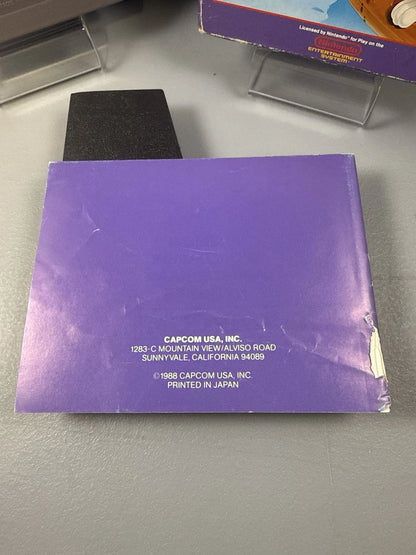 Licensed by Nintendo® for Play on the
Nintendo
ENTERTAINMENT
SYSTEM
CAPCOM USA, INC.
1283-C MOUNTAIN VIEW/ALVISO ROAD
SUNNYVALE, CALIFORNIA 94089
©1988 CAPCOM USA, INC.
PRINTED IN JAPAN